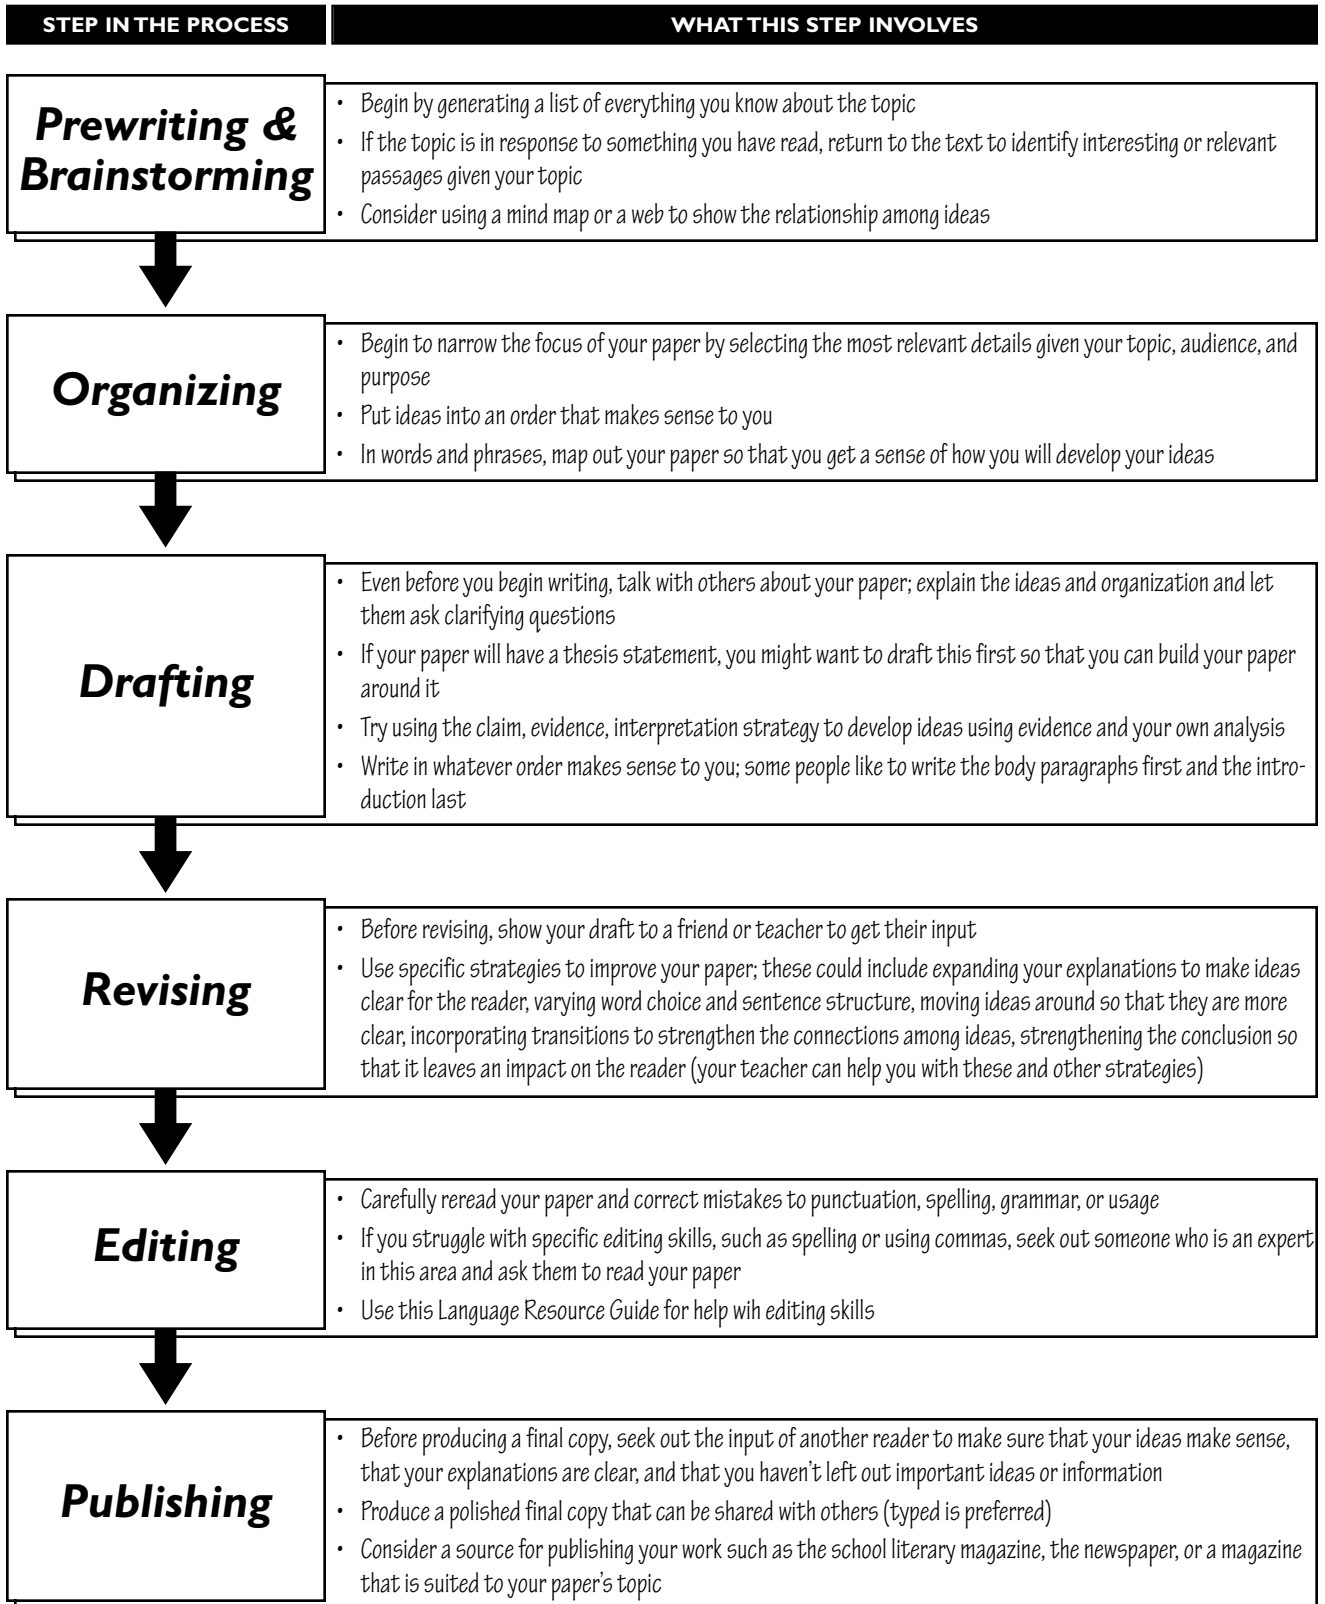 STEP IN THE PROCESS
WHAT THIS STEP INVOLVES
Prewriting &
Brainstorming
• Begin by generating a list of everything you know about the topic
• If the topic is in response to something you have read, return to the text to identify interesting or relevant
passages given your topic
• Consider using a mind map or a web to show the relationship among ideas
Organizing
• Begin to narrow the focus of your paper by selecting the most relevant details given your topic, audience, and
purpose
• Put ideas into an order that makes sense to you
• In words and phrases, map out your paper so that you get a sense of how you will develop your ideas
Drafting
• Even before you begin writing, talk with others about your paper; explain the ideas and organization and let
them ask clarifying questions
• If your paper will have a thesis statement, you might want to draft this first so that you can build your paper
around it
• Try using the claim, evidence, interpretation strategy to develop ideas using evidence and your own analysis
• Write in whatever order makes sense to you; some people like to write the body paragraphs first and the intro-
duction last
Revising
• Before revising, show your draft to a friend or teacher to get their input
• Use specific strategies to improve your paper; these could include expanding your explanations to make ideas
clear for the reader, varying word choice and sentence structure, moving ideas around so that they are more
clear, incorporating transitions to strengthen the connections among ideas, strengthening the conclusion so
that it leaves an impact on the reader (your teacher can help you with these and other strategies)
Editing
• Carefully reread your paper and correct mistakes to punctuation, spelling, grammar, or usage
• If you struggle with specific editing skills, such as spelling or using commas, seek out someone who is an expert
in this area and ask them to read your paper
• Use this Language Resource Guide for help wih editing skills
Publishing
• Before producing a final copy, seek out the input of another reader to make sure that your ideas make sense,
that your explanations are clear, and that you haven't left out important ideas or information
• Produce a polished final copy that can be shared with others (typed is preferred)
• Consider a source for publishing your work such as the school literary magazine, the newspaper, or a magazine
that is suited to your paper's topic